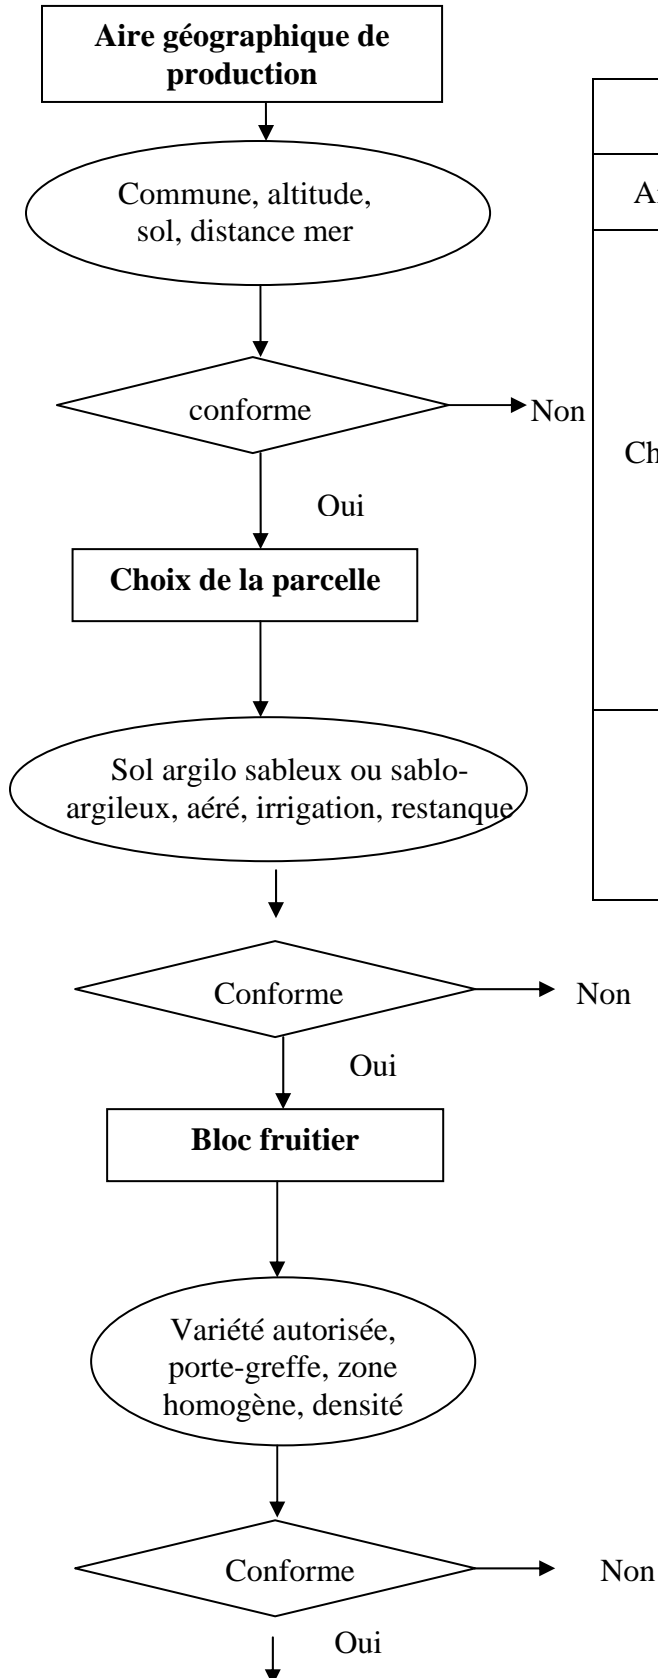 Aire géographique de
production
Commune, altitude,
sol, distance mer
conforme
Non
Oui
Choix de la parcelle
Sol argilo sableux ou sablo-
argileux, aéré, irrigation, restanque
Conforme
Non
Oui
Bloc fruitier
Variété autorisée,
porte-greffe, zone
homogène, densité
Conforme
Non
Oui